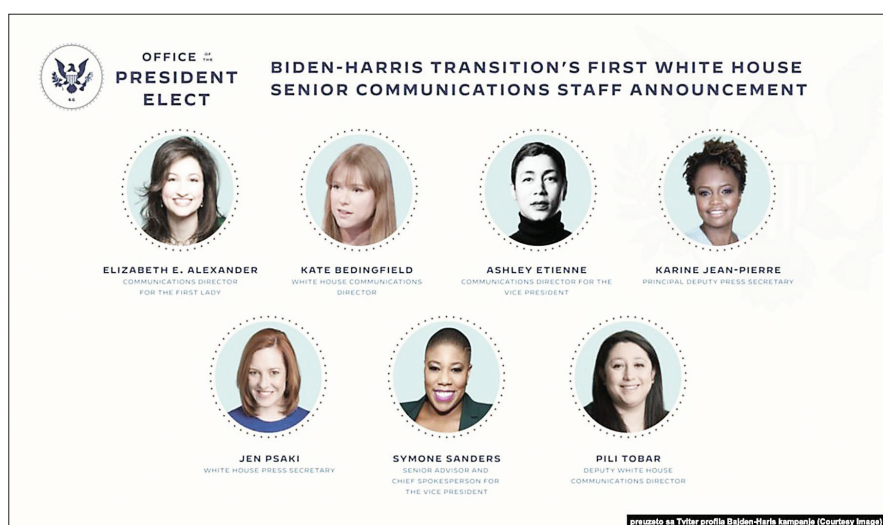 OFFICE OF THE
PRESIDENT
ELECT
BIDEN-HARRIS TRANSITION'S FIRST WHITE HOUSE
SENIOR COMMUNICATIONS STAFF ANNOUNCEMENT
ELIZABETH E. ALEXANDER
COMMUNICATIONS DIRECTOR
FOR THE FIRST LADY
KATE BEDINGFIELD
WHITE HOUSE COMMUNICATIONS
DIRECTOR
ASHLEY ETIENNE
COMMUNICATIONS DIRECTOR FOR THE
VICE PRESIDENT
KARINE JEAN-PIERRE
PRINCIPAL DEPUTY PRESS SECRETARY
JEN PSAKI
WHITE HOUSE PRESS SECRETARY
SYMONE SANDERS
SENIOR ADVISOR AND
CHIEF SPOKESPERSON FOR
THE VICE PRESIDENT
PILI TOBAR
DEPUTY WHITE HOUSE
COMMUNICATIONS DIRECTOR
preuzeto sa Tviter profila Bajden-Haris kampanje (Courtesy Image)